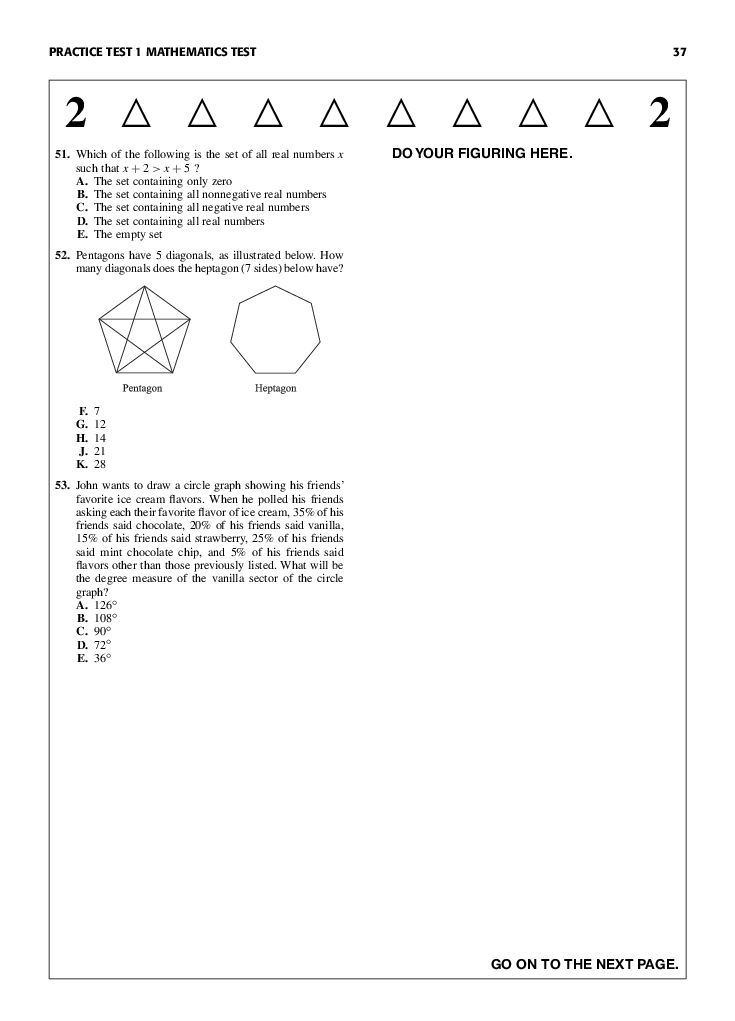 PRACTICE TEST 1 MATHEMATICS TEST 37
2 2
51. Which of the following is the set of all real numbers x
such that x + 2 > x + 5 ?
A. The set containing only zero
B. The set containing all nonnegative real numbers
C. The set containing all negative real numbers
D. The set containing all real numbers
E. The empty set
52. Pentagons have 5 diagonals, as illustrated below. How
many diagonals does the heptagon (7 sides) below have?
Pentagon Heptagon
F. 7
G. 12
H. 14
J. 21
K. 28
53. John wants to draw a circle graph showing his friends’
favorite ice cream flavors. When he polled his friends
asking each their favorite flavor of ice cream, 35% of his
friends said chocolate, 20% of his friends said vanilla,
15% of his friends said strawberry, 25% of his friends
said mint chocolate chip, and 5% of his friends said
flavors other than those previously listed. What will be
the degree measure of the vanilla sector of the circle
graph?
A. 126°
B. 108°
C. 90°
D. 72°
E. 36°
DO YOUR FIGURING HERE.
GO ON TO THE NEXT PAGE.